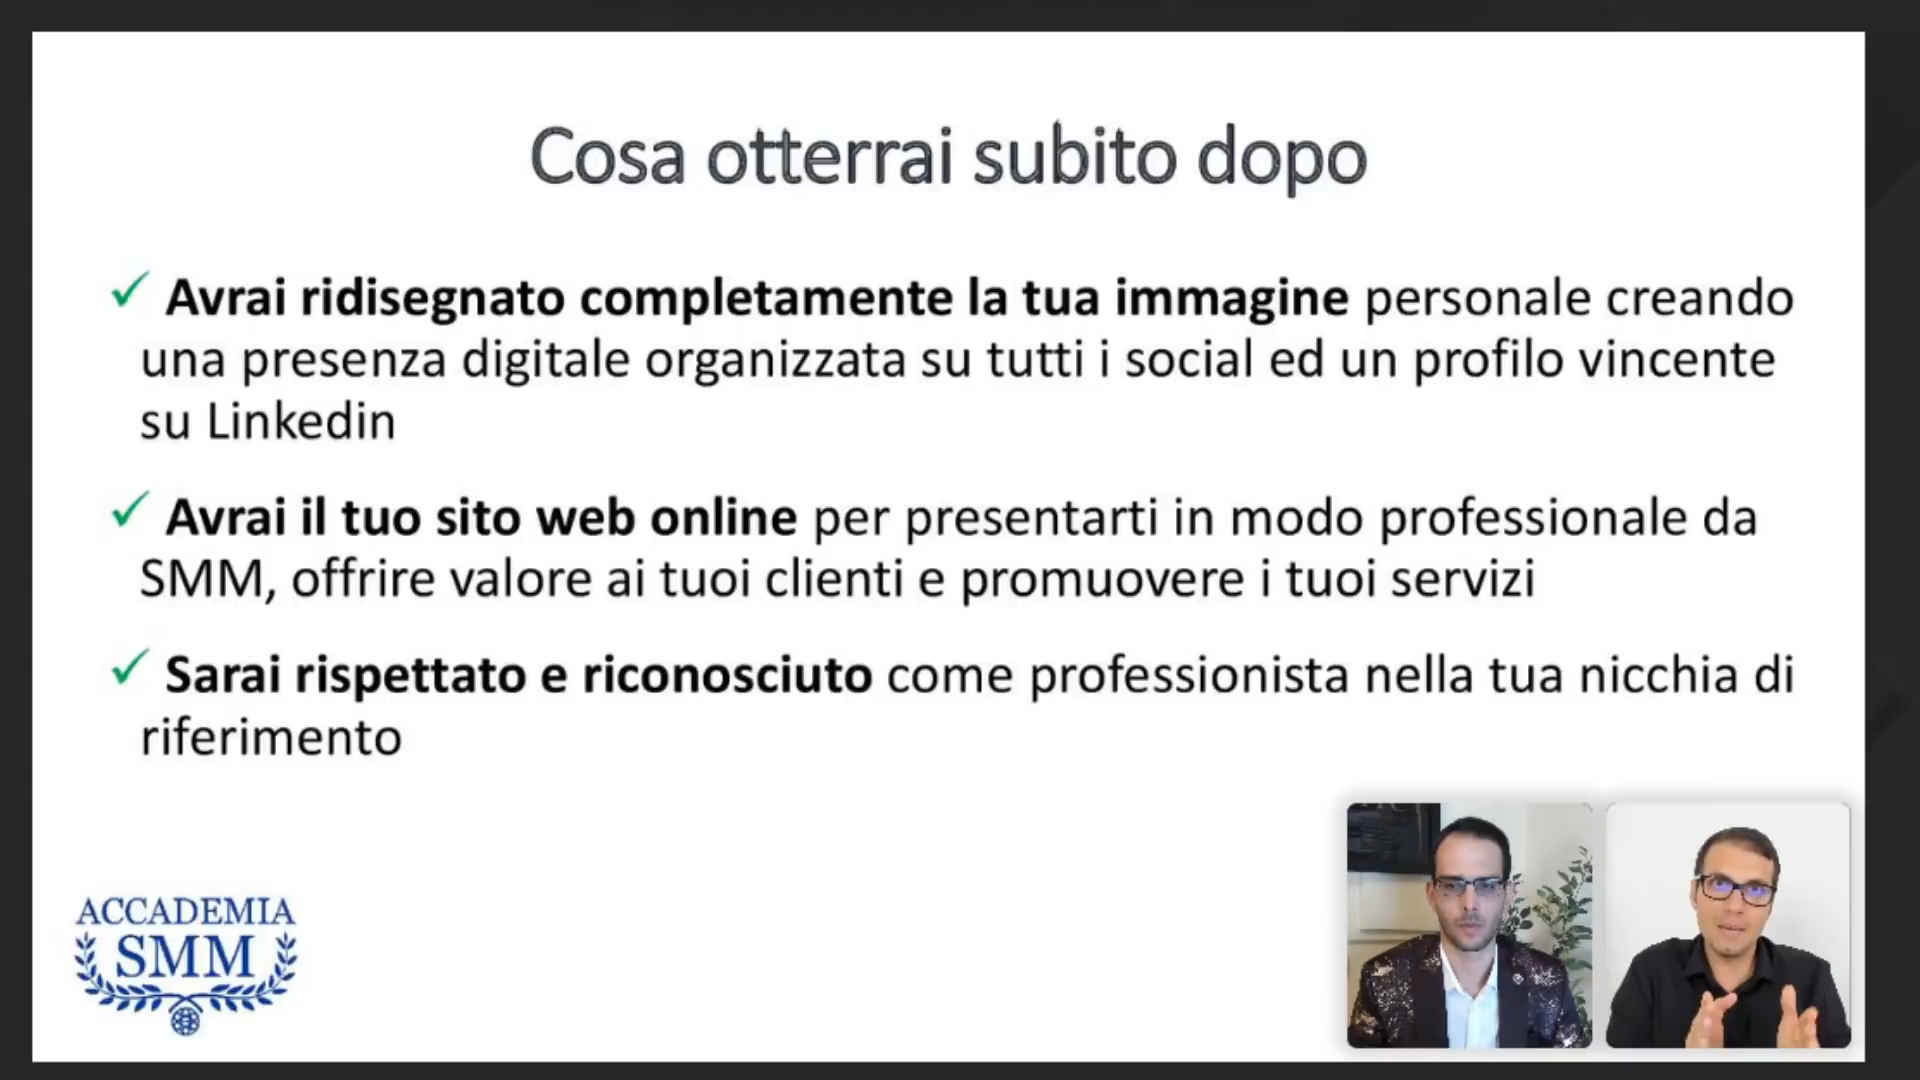 Cosa otterrai subito dopo
✓ Avrai ridisegnato completamente la tua immagine personale creando
una presenza digitale organizzata su tutti i social ed un profilo vincente
su Linkedin
✓ Avrai il tuo sito web online per presentarti in modo professionale da
SMM, offrire valore ai tuoi clienti e promuovere i tuoi servizi
✓ Sarai rispettato e riconosciuto come professionista nella tua nicchia di
riferimento
ACCADEMIA
SMM